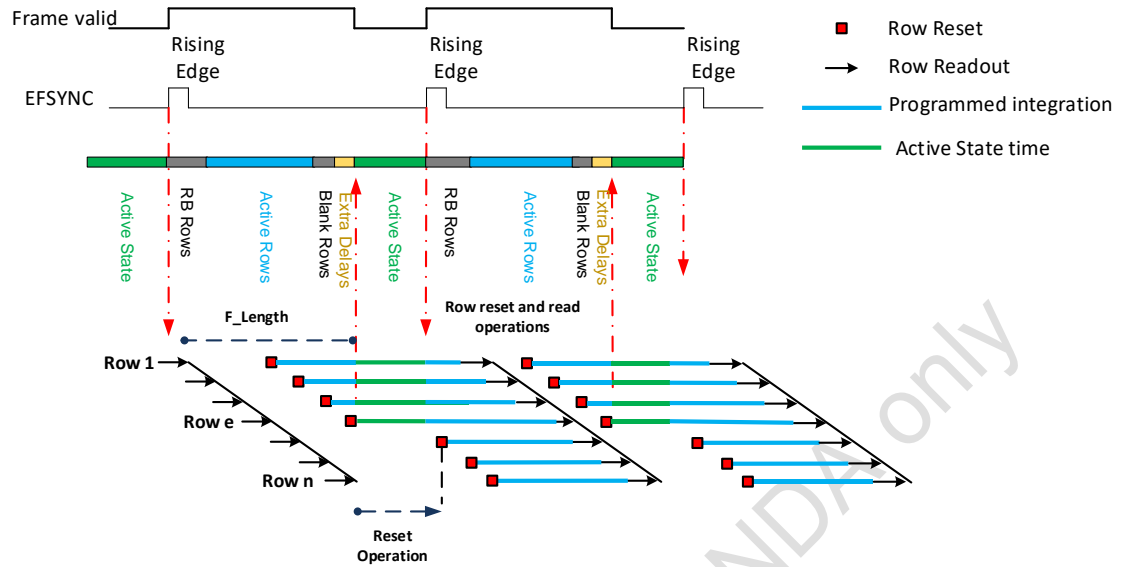 Frame valid
Rising
Edge
Rising
Edge
Rising
Edge
EFSYNC
Row Reset
Row Readout
Programmed integration
Active State time
Active State
RB Rows
Active Rows
Blank Rows
Extra Delays
Active State
RB Rows
Active Rows
Blank Rows
Extra Delays
Active State
F_Length
Row reset and read
operations
Row 1
Row e
Row n
Reset
Operation
NDA only